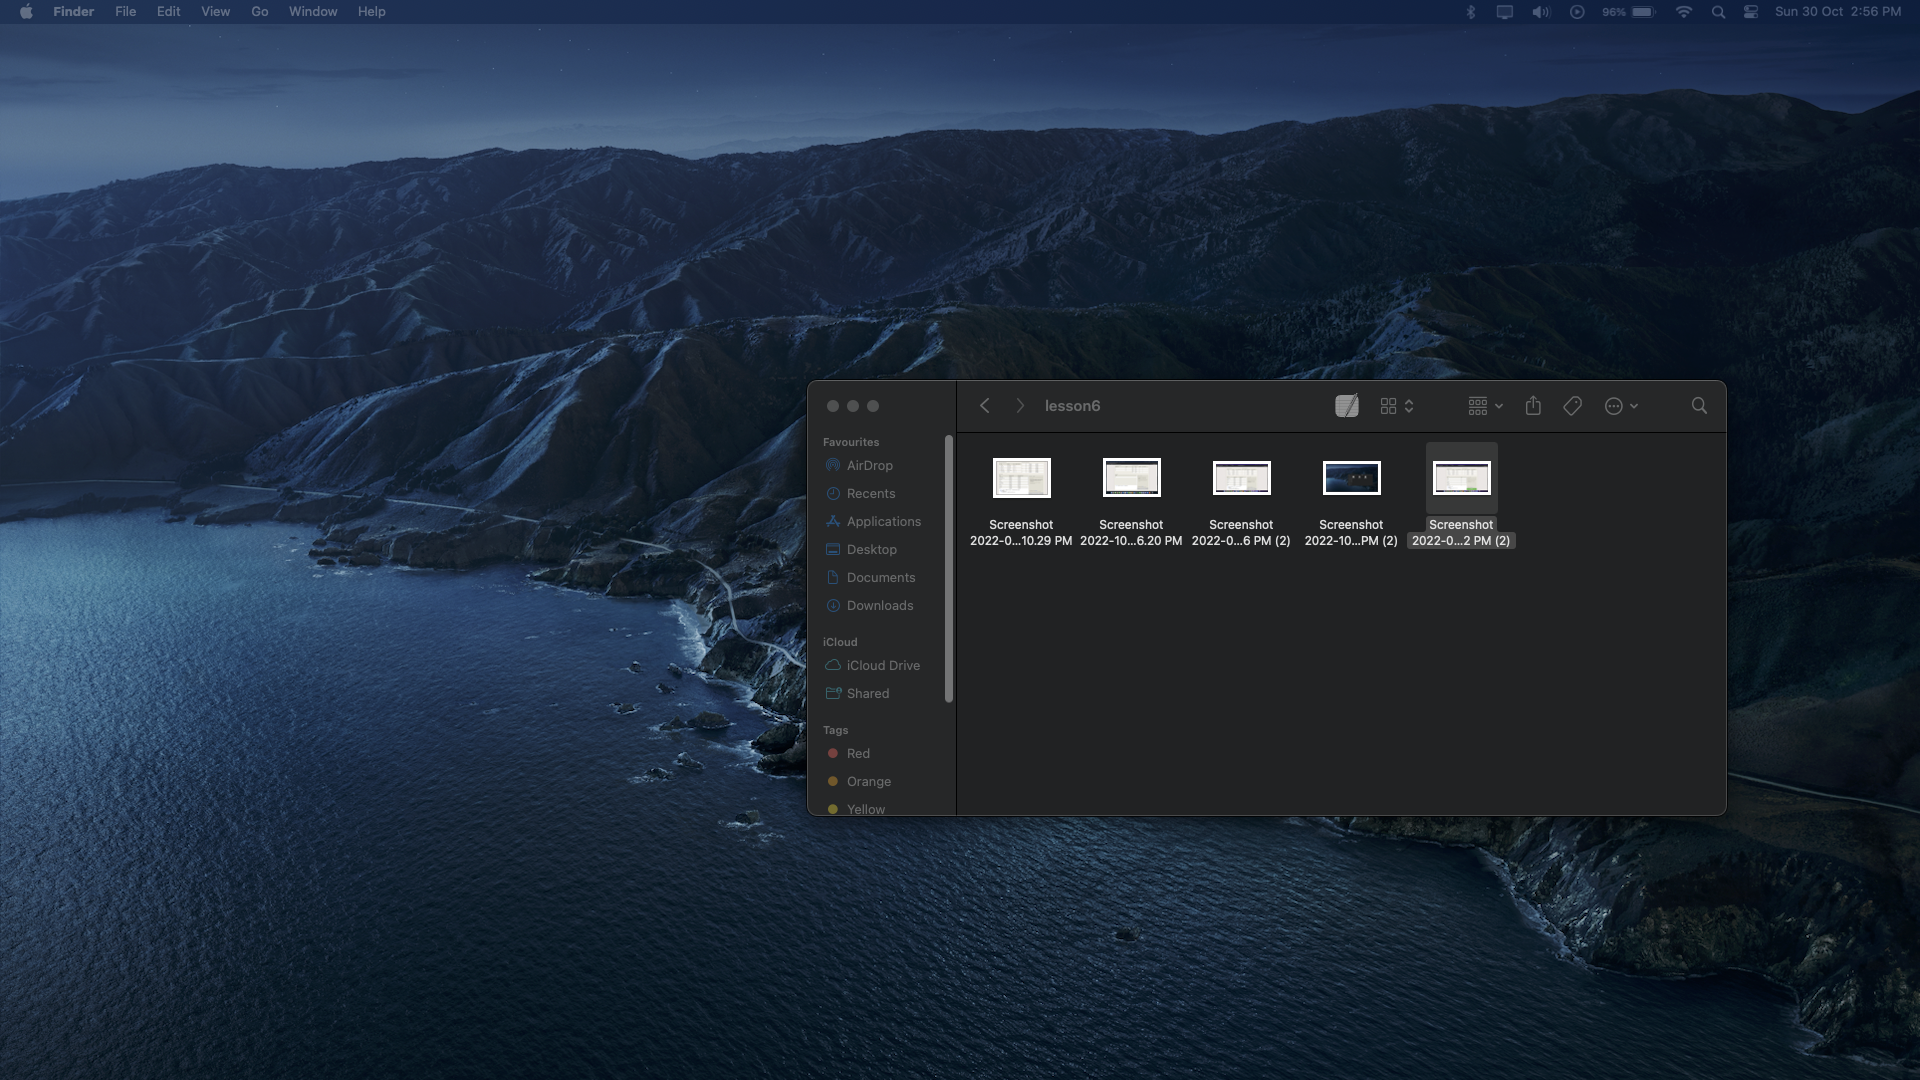 Finder File Edit View Go Window Help
96% Sun 30 Oct 2:56 PM
lesson6
Favourites
AirDrop
Recents
Applications
Desktop
Documents
Downloads
iCloud
iCloud Drive
Shared
Tags
Red
Orange
Yellow
Screenshot
2022-0...10.29 PM
Screenshot
2022-10...6.20 PM
Screenshot
2022-0...6 PM (2)
Screenshot
2022-10...PM (2)
Screenshot
2022-0...2 PM (2)